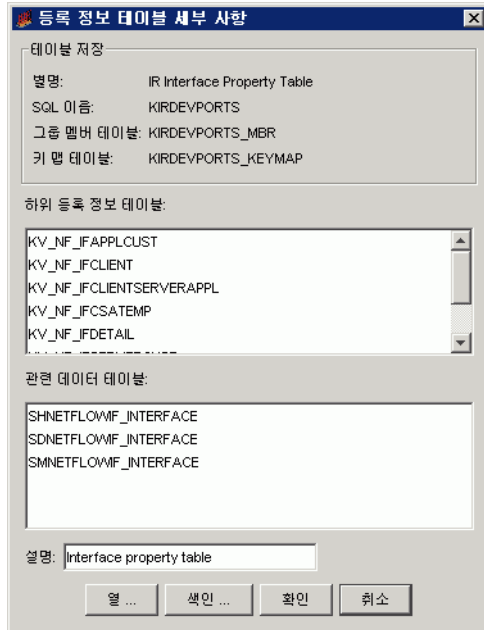 등록 정보 테이블 세부 사항
테이블 저장
별명: IR Interface Property Table
SQL 이름: KIRDEVPORTS
그룹 멤버 테이블: KIRDEVPORTS_MBR
키 맵 테이블: KIRDEVPORTS_KEYMAP
하위 등록 정보 테이블:
KV_NF_IFAPPLCUST
KV_NF_IFCLIENT
KV_NF_IFCLIENTSERVERAPPL
KV_NF_IFCSATEMP
KV_NF_IFDETAIL
관련 데이터 테이블:
SHNETFLOWIF_INTERFACE
SDNETFLOWIF_INTERFACE
SMNETFLOWIF_INTERFACE
설명: Interface property table
열 ... 색인 ... 확인 취소